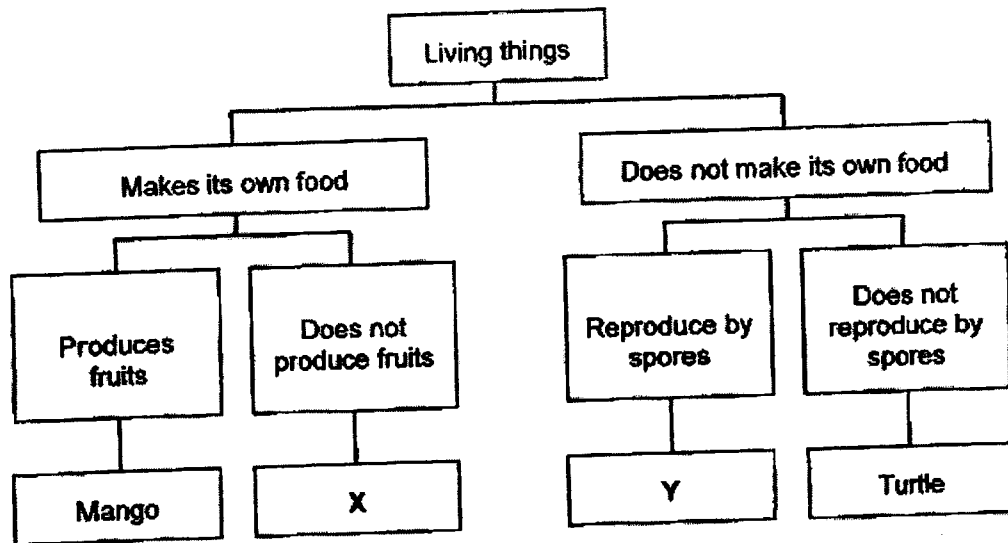 Living things
Makes its own food
Does not make its own food
Produces
fruits
Does not
produce fruits
Reproduce by
spores
Does not
reproduce by
spores
Mango
X
Y
Turtle